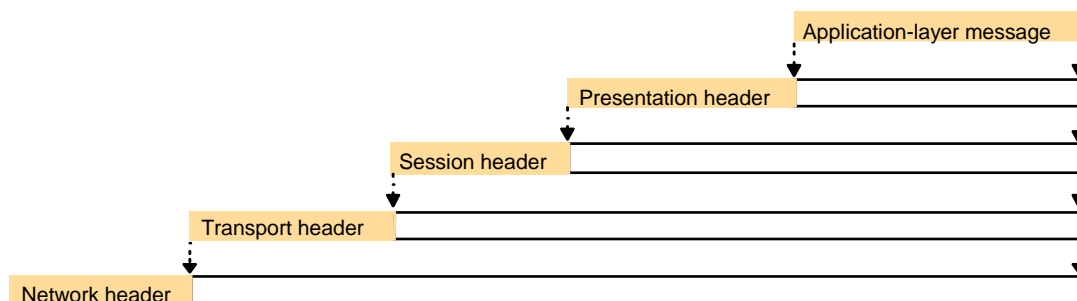 Application-layer message
Presentation header
Session header
Transport header
Network header